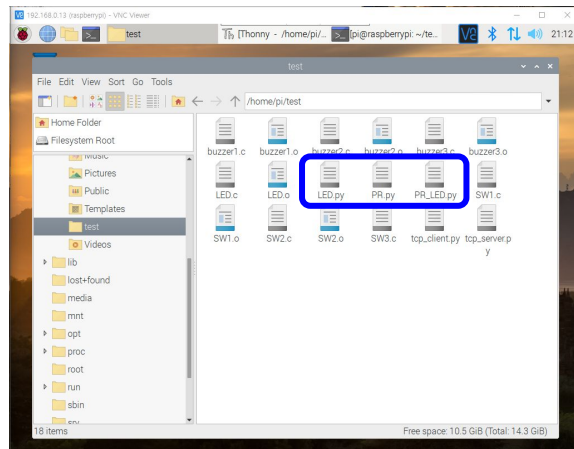 192.168.0.13 (raspberrypi) - VNC Viewer
test
[Thonny - /home/pi/...
[pi@raspberrypi: ~/te...
21:12
test
File Edit View Sort Go Tools
/home/pi/test
Home Folder
Filesystem Root
Music
Pictures
Public
Templates
test
Videos
lib
lost+found
media
mnt
opt
proc
root
run
sbin
srv
buzzer1.c buzzer1.o buzzer2.c buzzer2.o buzzer3.c buzzer3.o
LED.c LED.o LED.py PR.py PR_LED.py SW1.c
SW1.o SW2.c SW2.o SW3.c tcp_client.py tcp_server.p
y
18 items
Free space: 10.5 GiB (Total: 14.3 GiB)